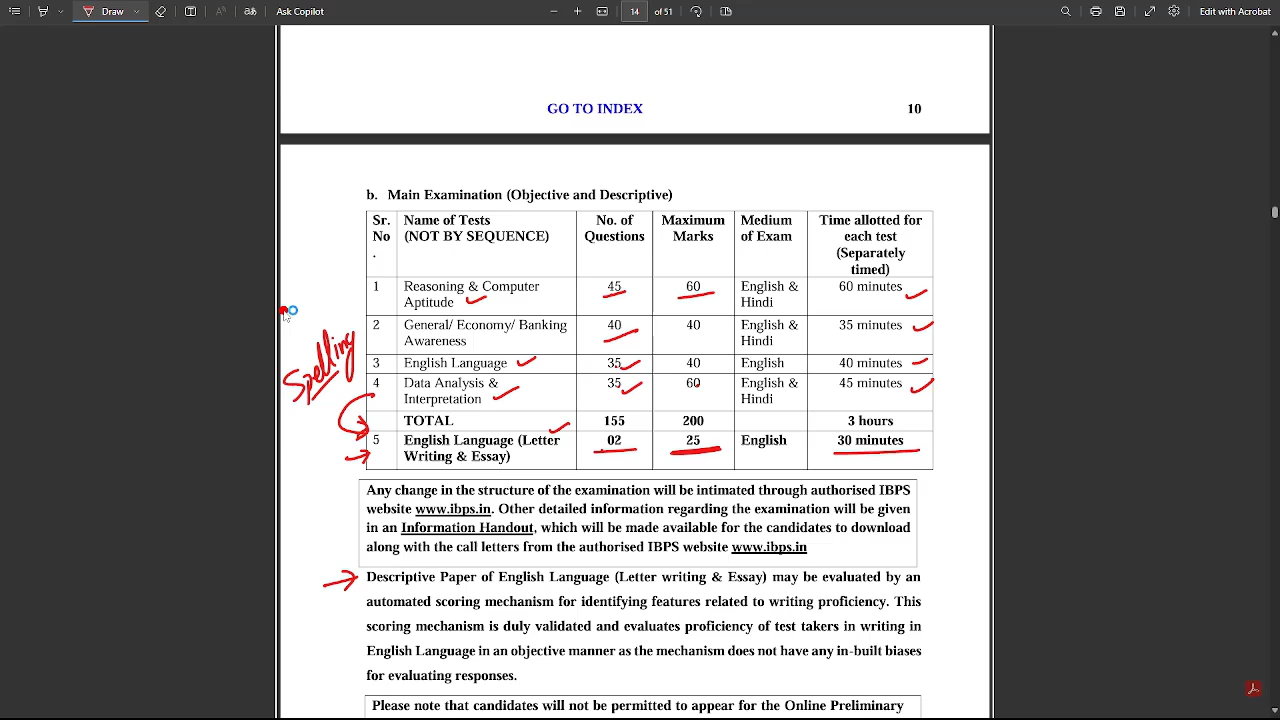 Draw
Ask Copilot
14 of 51
Edit with Acrobat
GO TO INDEX
10
b. Main Examination (Objective and Descriptive)
Sr. No . Name of Tests (NOT BY SEQUENCE) No. of Questions Maximum Marks Medium of Exam Time allotted for each test (Separately timed)
1 Reasoning & Computer Aptitude 45 60 English & Hindi 60 minutes
2 General/ Economy/ Banking Awareness 40 40 English & Hindi 35 minutes
3 English Language 35 40 English 40 minutes
4 Data Analysis & Interpretation 35 60 English & Hindi 45 minutes
TOTAL 155 200 3 hours
5 English Language (Letter Writing & Essay) 02 25 English 30 minutes
Spelling
Any change in the structure of the examination will be intimated through authorised IBPS
website www.ibps.in. Other detailed information regarding the examination will be given
in an Information Handout, which will be made available for the candidates to download
along with the call letters from the authorised IBPS website www.ibps.in
Descriptive Paper of English Language (Letter writing & Essay) may be evaluated by an
automated scoring mechanism for identifying features related to writing proficiency. This
scoring mechanism is duly validated and evaluates proficiency of test takers in writing in
English Language in an objective manner as the mechanism does not have any in-built biases
for evaluating responses.
Please note that candidates will not be permitted to appear for the Online Preliminary